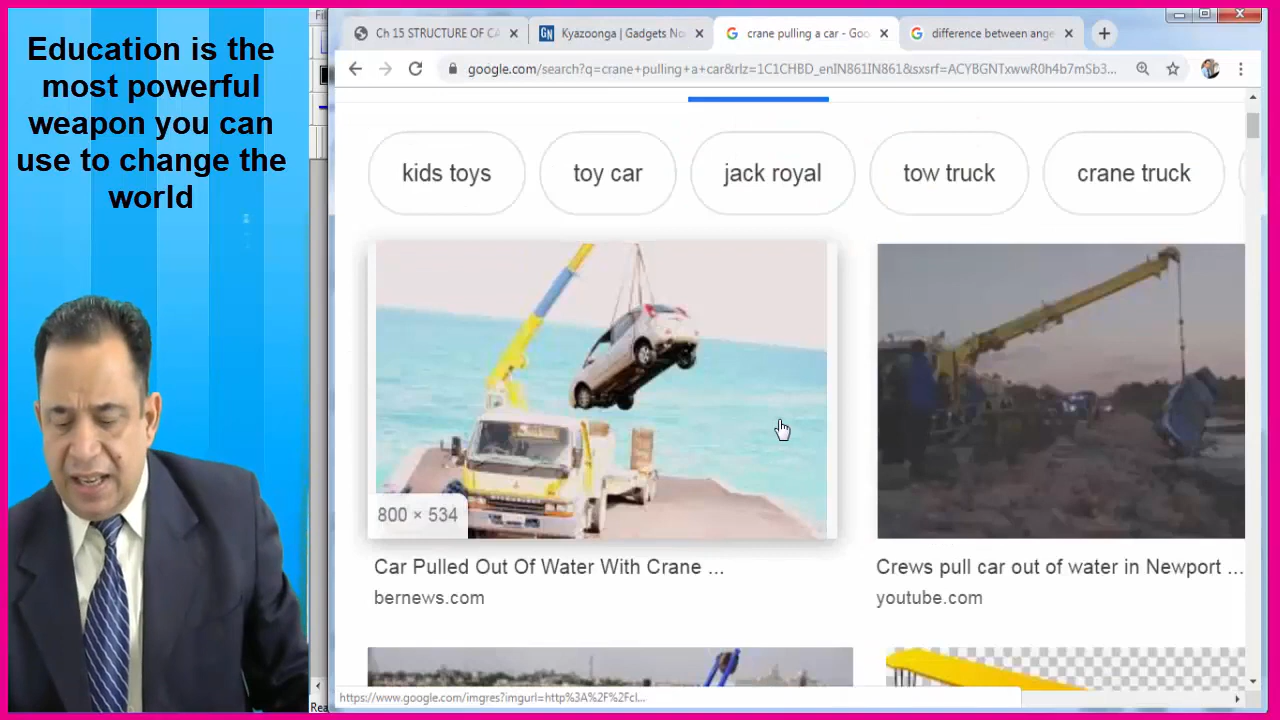 Education is the
most powerful
weapon you can
use to change the
world
Ch 15 STRUCTURE OF CA
Kyazoonga | Gadgets No
crane pulling a car - Goo
difference between ange
google.com/search?q=crane+pulling+a+car&rlz=1C1CHBD_enIN861IN861&sxsrf=ACYBGNTxwwR0h4b7mSb3...
kids toys
toy car
jack royal
tow truck
crane truck
800 × 534
Car Pulled Out Of Water With Crane ...
bernews.com
Crews pull car out of water in Newport ...
youtube.com
https://www.google.com/imgres?imgurl=http%3A%2F%2Fcl...
Rea